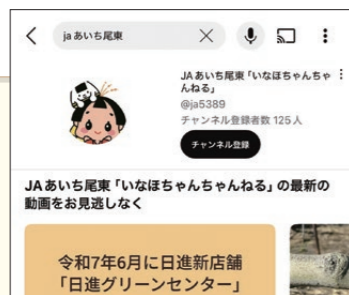 ja あいち尾東
JAあいち尾東「いなほちゃんちゃ
んねる」
@ja5389
チャンネル登録者数 125人
チャンネル登録
JAあいち尾東「いなほちゃんちゃんねる」の最新の
動画をお見逃しなく
令和7年6月に日進新店舗
「日進グリーンセンター」